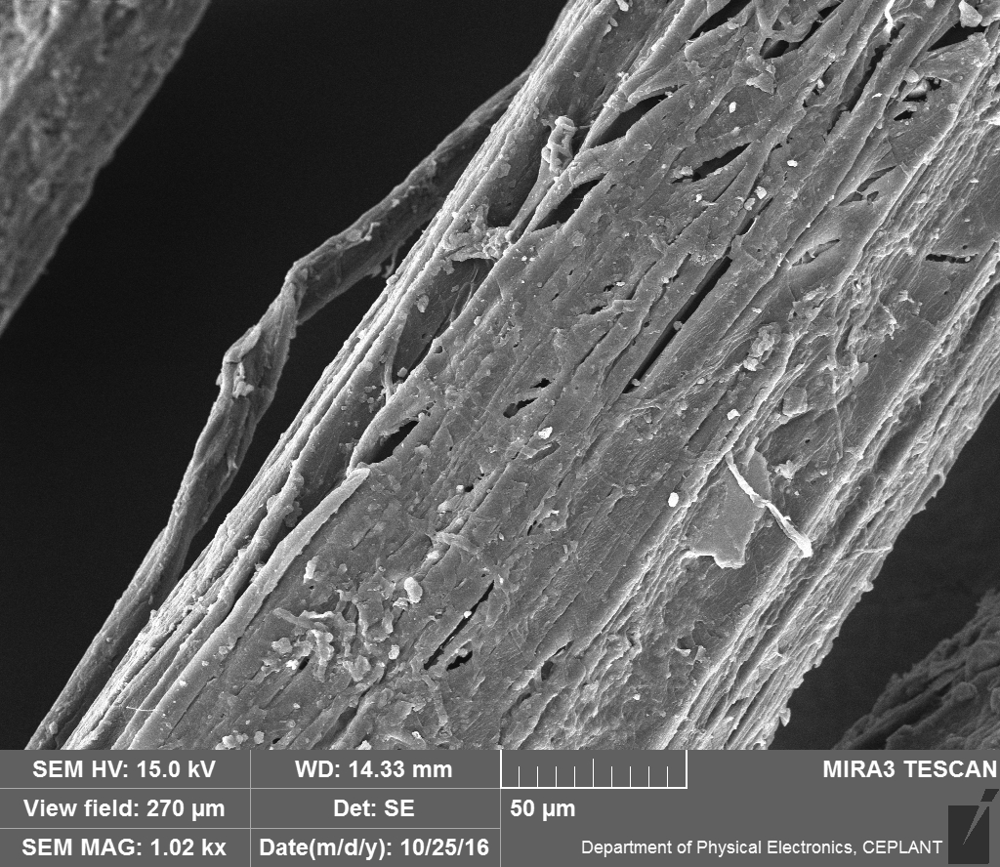 SEM HV: 15.0 kV
WD: 14.33 mm
MIRA3 TESCAN
View field: 270 µm
Det: SE
50 µm
SEM MAG: 1.02 kx
Date(m/d/y): 10/25/16
Department of Physical Electronics, CEPLANT